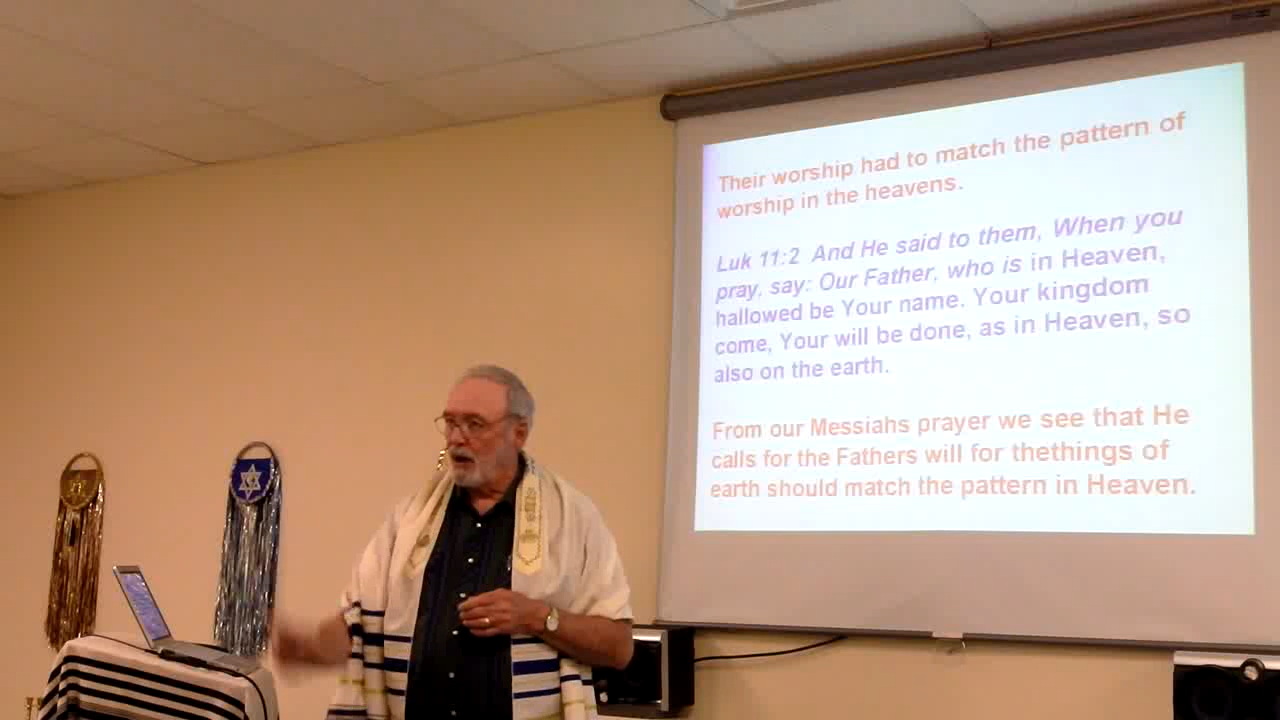 Their worship had to match the pattern of
worship in the heavens.
Luk 11:2 And He said to them, When you
pray, say: Our Father, who is in Heaven,
hallowed be Your name. Your kingdom
come, Your will be done, as in Heaven, so
also on the earth.
From our Messiahs prayer we see that He
calls for the Fathers will for thethings of
earth should match the pattern in Heaven.